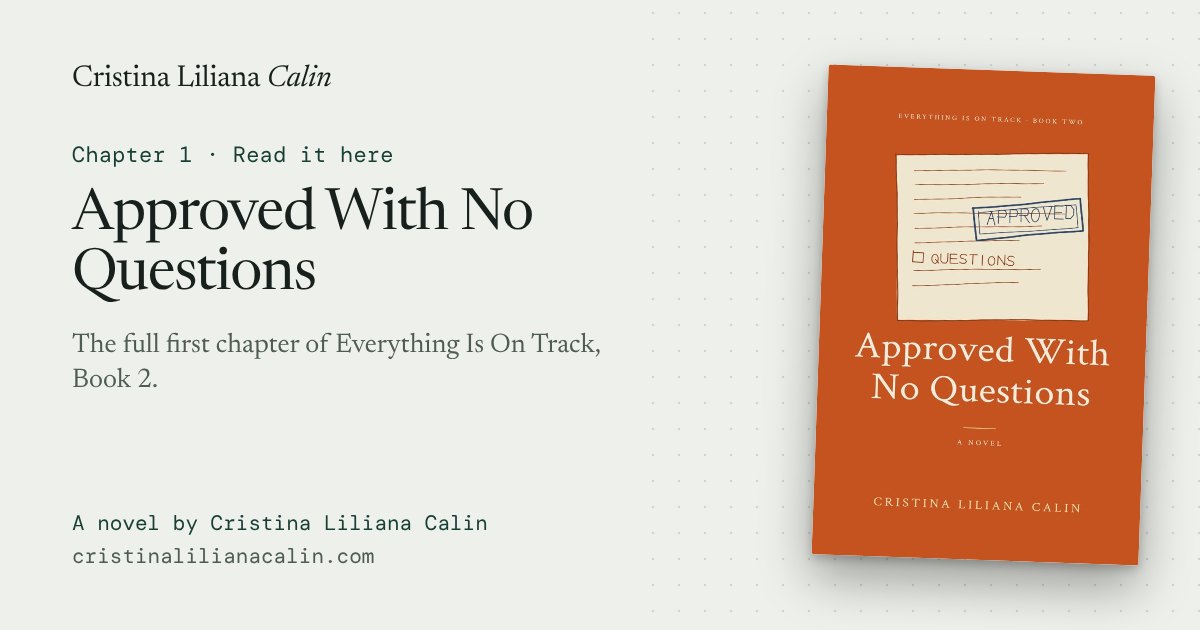 Cristina Liliana Calin
Chapter 1 · Read it here
Approved With No
Questions
The full first chapter of Everything Is On Track,
Book 2.
A novel by Cristina Liliana Calin
cristinalilianacalin.com
EVERYTHING IS ON TRACK · BOOK TWO
APPROVED
QUESTIONS
Approved With
No Questions
A NOVEL
CRISTINA LILIANA CALIN